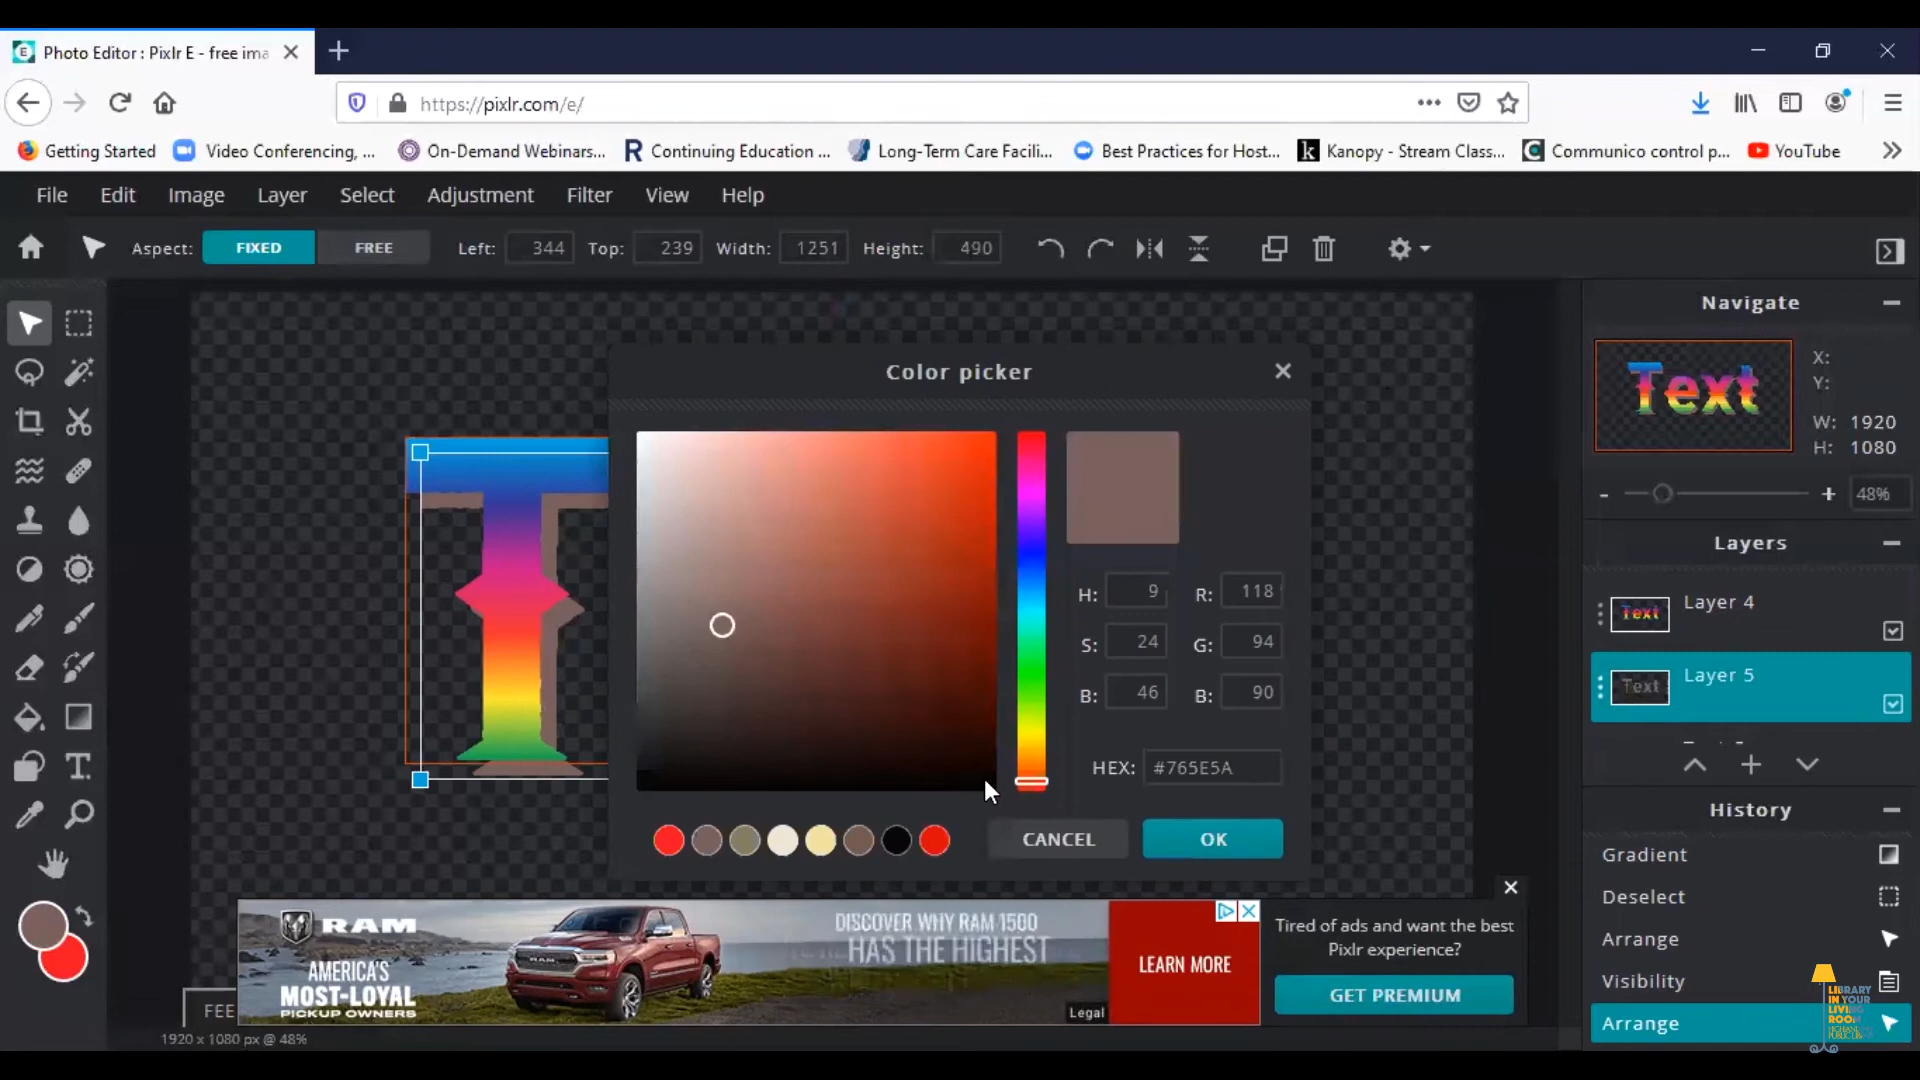 Photo Editor : Pixlr E - free ima
https://pixlr.com/e/
Getting Started
Video Conferencing, ...
On-Demand Webinars...
Continuing Education ...
Long-Term Care Facili...
Best Practices for Host...
Kanopy - Stream Class...
Communico control p...
YouTube
File Edit Image Layer Select Adjustment Filter View Help
Aspect: FIXED FREE Left: 344 Top: 239 Width: 1251 Height: 490
Navigate
Text
X:
Y:
W: 1920
H: 1080
- + 48%
Color picker
H: 9 R: 118
S: 24 G: 94
B: 46 B: 90
HEX: #765E5A
CANCEL OK
Layers
Text Layer 4
Text Layer 5
History
Gradient
Deselect
Arrange
Visibility
Arrange
RAM
AMERICA'S
MOST-LOYAL
PICKUP OWNERS
DISCOVER WHY RAM 1500
HAS THE HIGHEST
LEARN MORE
Legal
Tired of ads and want the best
Pixlr experience?
GET PREMIUM
FEE
1920 x 1080 px @ 48%
LIBRARY
IN YOUR
LIVING
ROOM